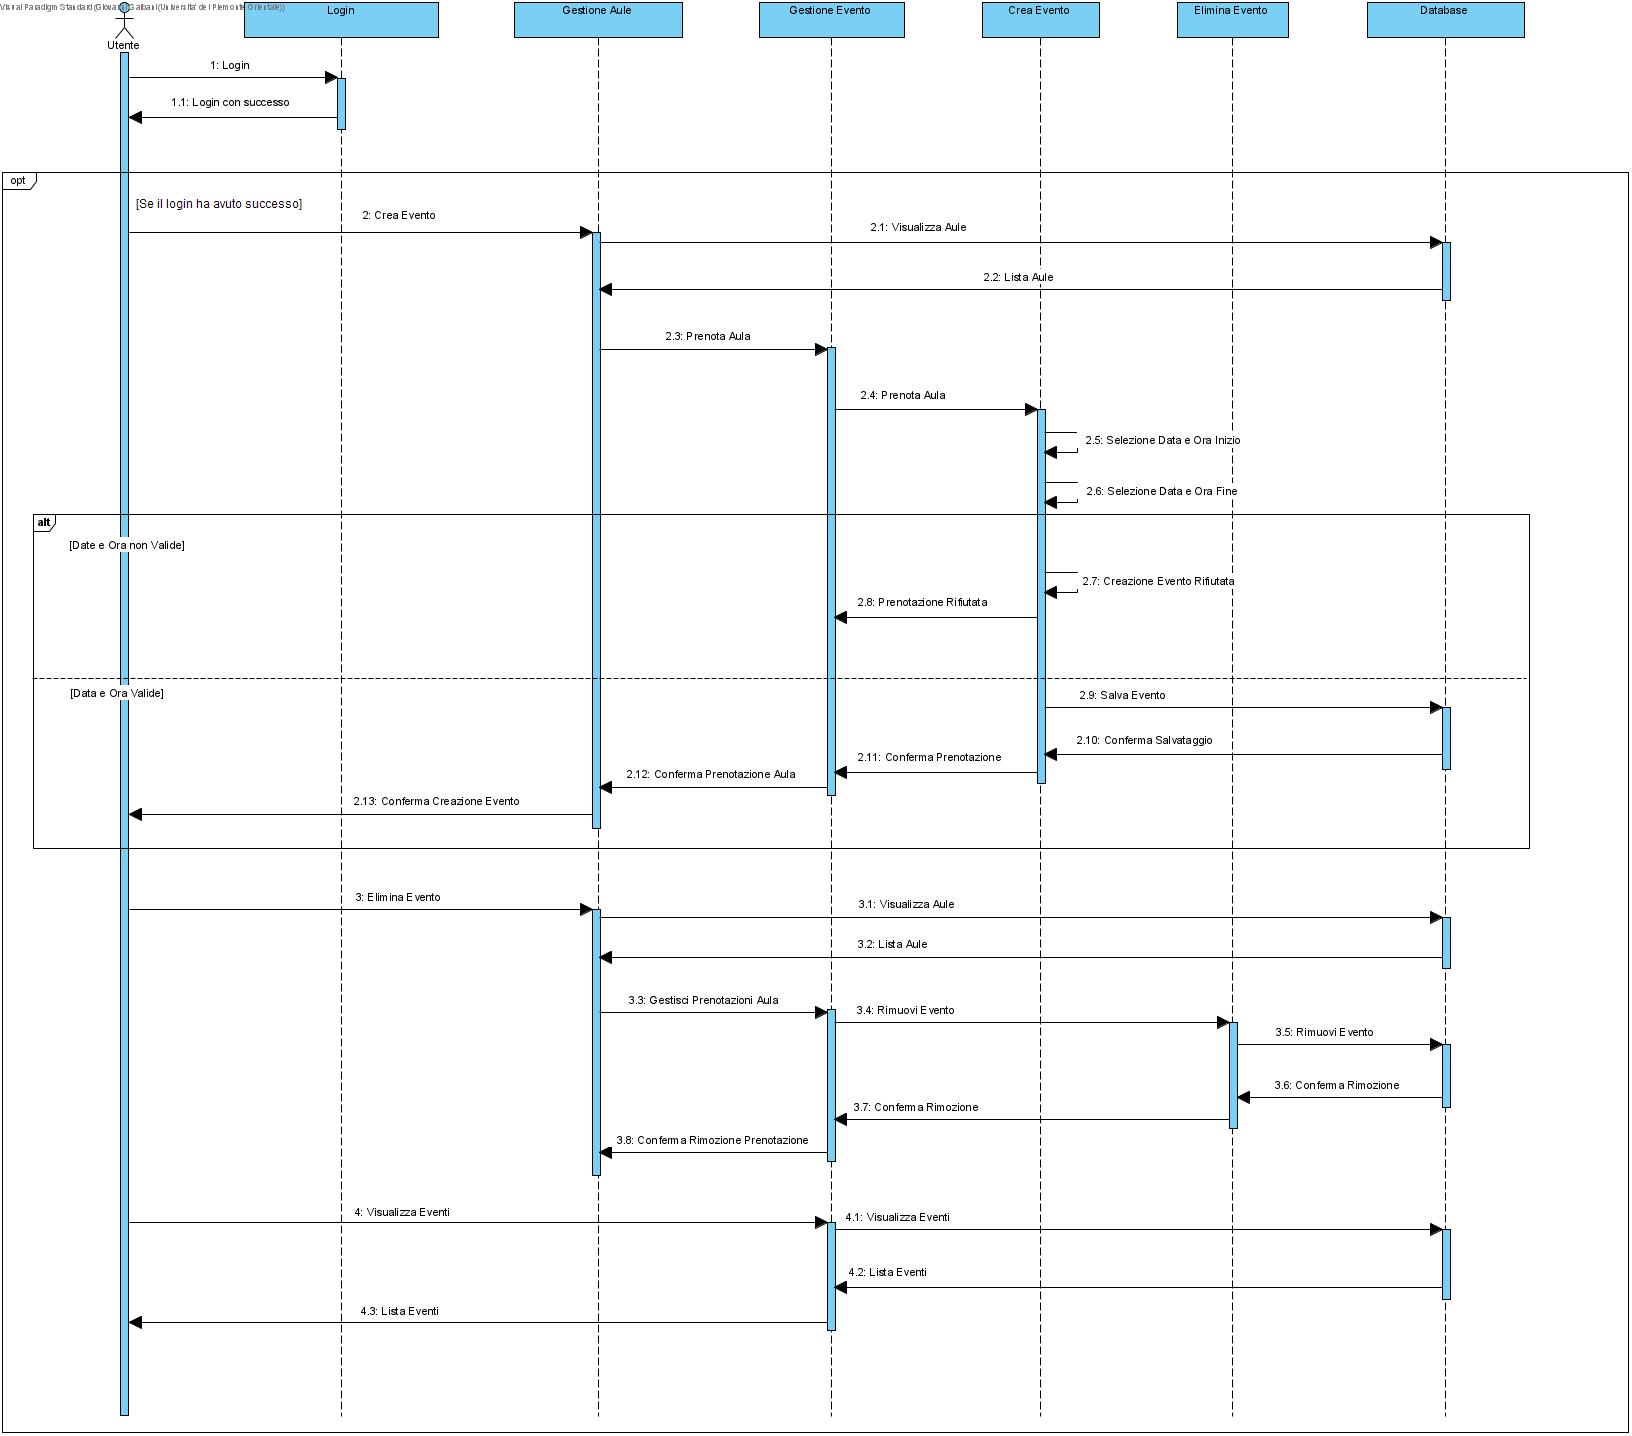 Visual Paradigm Standard(Giovanni Gaibaul(Universita' del Piemonte Orientale))
Login
Gestione Aule
Gestione Evento
Crea Evento
Elimina Evento
Database
Utente
1: Login
1.1: Login con successo
opt
[Se il login ha avuto successo]
2: Crea Evento
2.1: Visualizza Aule
2.2: Lista Aule
2.3: Prenota Aula
2.4: Prenota Aula
2.5: Selezione Data e Ora Inizio
2.6: Selezione Data e Ora Fine
alt
[Date e Ora non Valide]
2.7: Creazione Evento Rifiutata
2.8: Prenotazione Rifiutata
[Data e Ora Valide]
2.9: Salva Evento
2.10: Conferma Salvataggio
2.11: Conferma Prenotazione
2.12: Conferma Prenotazione Aula
2.13: Conferma Creazione Evento
3: Elimina Evento
3.1: Visualizza Aule
3.2: Lista Aule
3.3: Gestisci Prenotazioni Aula
3.4: Rimuovi Evento
3.5: Rimuovi Evento
3.6: Conferma Rimozione
3.7: Conferma Rimozione
3.8: Conferma Rimozione Prenotazione
4: Visualizza Eventi
4.1: Visualizza Eventi
4.2: Lista Eventi
4.3: Lista Eventi